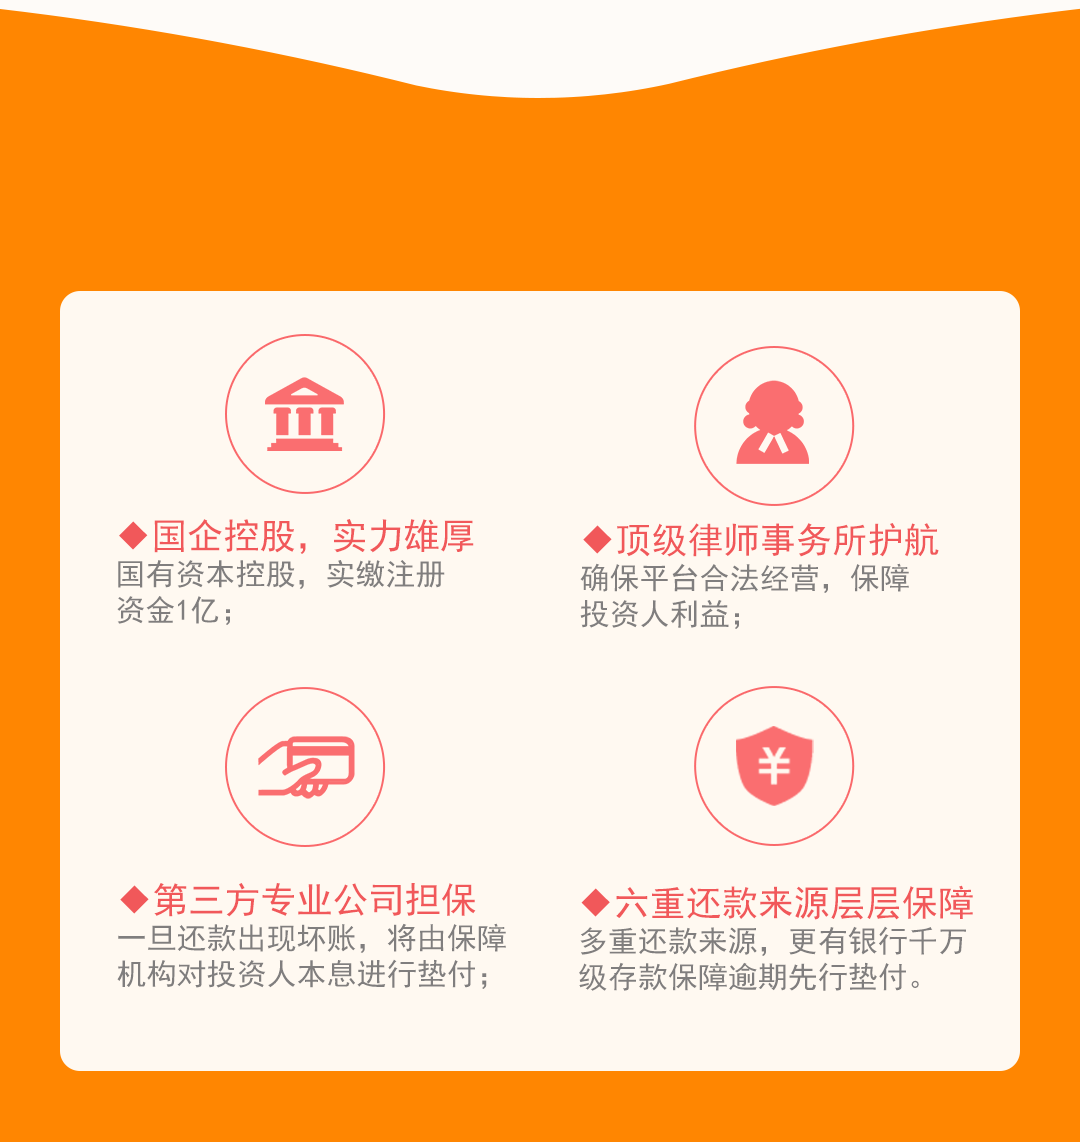 ◆国企控股，实力雄厚
国有资本控股，实缴注册
资金1亿；
◆顶级律师事务所护航
确保平台合法经营，保障
投资人利益；
◆第三方专业公司担保
一旦还款出现坏账，将由保障
机构对投资人本息进行垫付；
¥
◆六重还款来源层层保障
多重还款来源，更有银行千万
级存款保障逾期先行垫付。